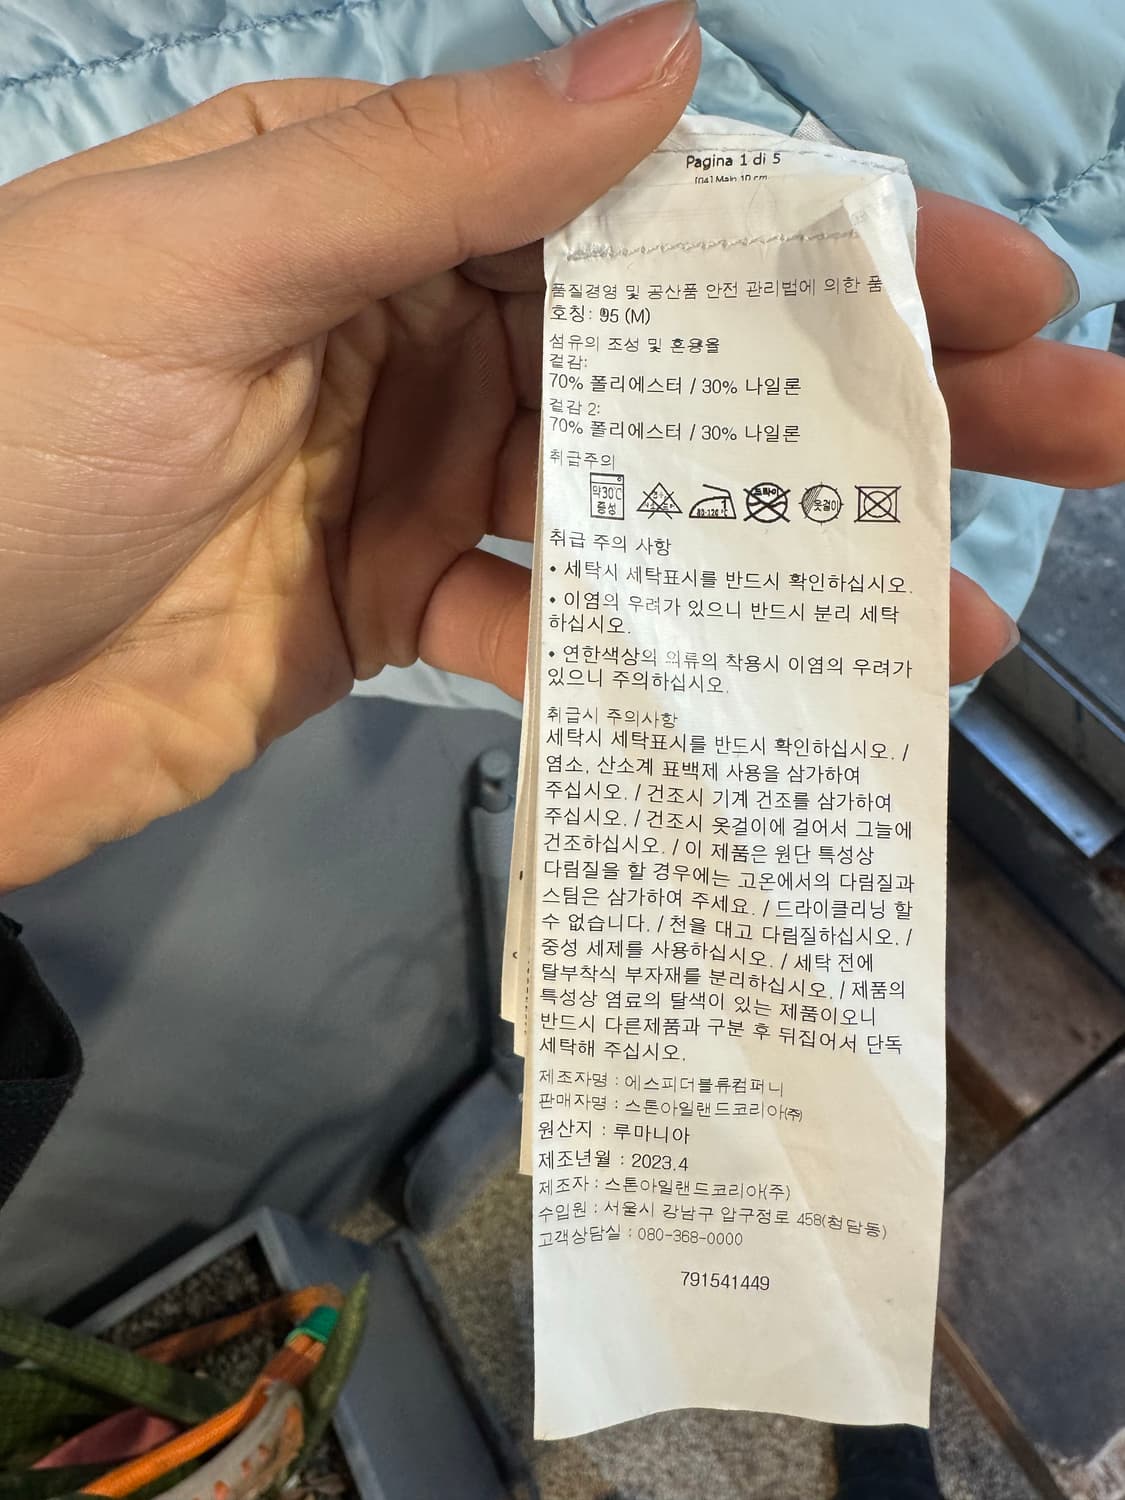 Pagina 1 di 5
[04] Main 10 cm
품질경영 및 공산품 안전 관리법에 의한 품
호칭: 95 (M)
섬유의 조성 및 혼용율
겉감:
70% 폴리에스터 / 30% 나일론
겉감 2:
70% 폴리에스터 / 30% 나일론
취급주의
약30℃ 중성 80-120℃ 드라이 옷걸이
취급 주의 사항
• 세탁시 세탁표시를 반드시 확인하십시오.
• 이염의 우려가 있으니 반드시 분리 세탁
하십시오.
• 연한색상의 의류의 착용시 이염의 우려가
있으니 주의하십시오.
취급시 주의사항
세탁시 세탁표시를 반드시 확인하십시오. /
염소, 산소계 표백제 사용을 삼가하여
주십시오. / 건조시 기계 건조를 삼가하여
주십시오. / 건조시 옷걸이에 걸어서 그늘에
건조하십시오. / 이 제품은 원단 특성상
다림질을 할 경우에는 고온에서의 다림질과
스팀은 삼가하여 주세요. / 드라이클리닝 할
수 없습니다. / 천을 대고 다림질하십시오. /
중성 세제를 사용하십시오. / 세탁 전에
탈부착식 부자재를 분리하십시오. / 제품의
특성상 염료의 탈색이 있는 제품이오니
반드시 다른제품과 구분 후 뒤집어서 단독
세탁해 주십시오.
제조자명 : 에스피더블류컴퍼니
판매자명 : 스톤아일랜드코리아(주)
원산지 : 루마니아
제조년월 : 2023.4
제조자 : 스톤아일랜드코리아(주)
수입원 : 서울시 강남구 압구정로 458(청담동)
고객상담실 : 080-368-0000
791541449